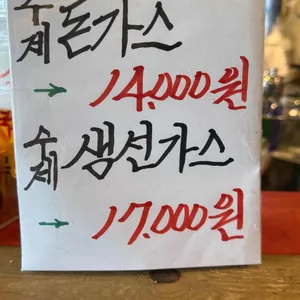 수제 돈가스
→ 14,000원
수제 생선가스
→ 17,000원